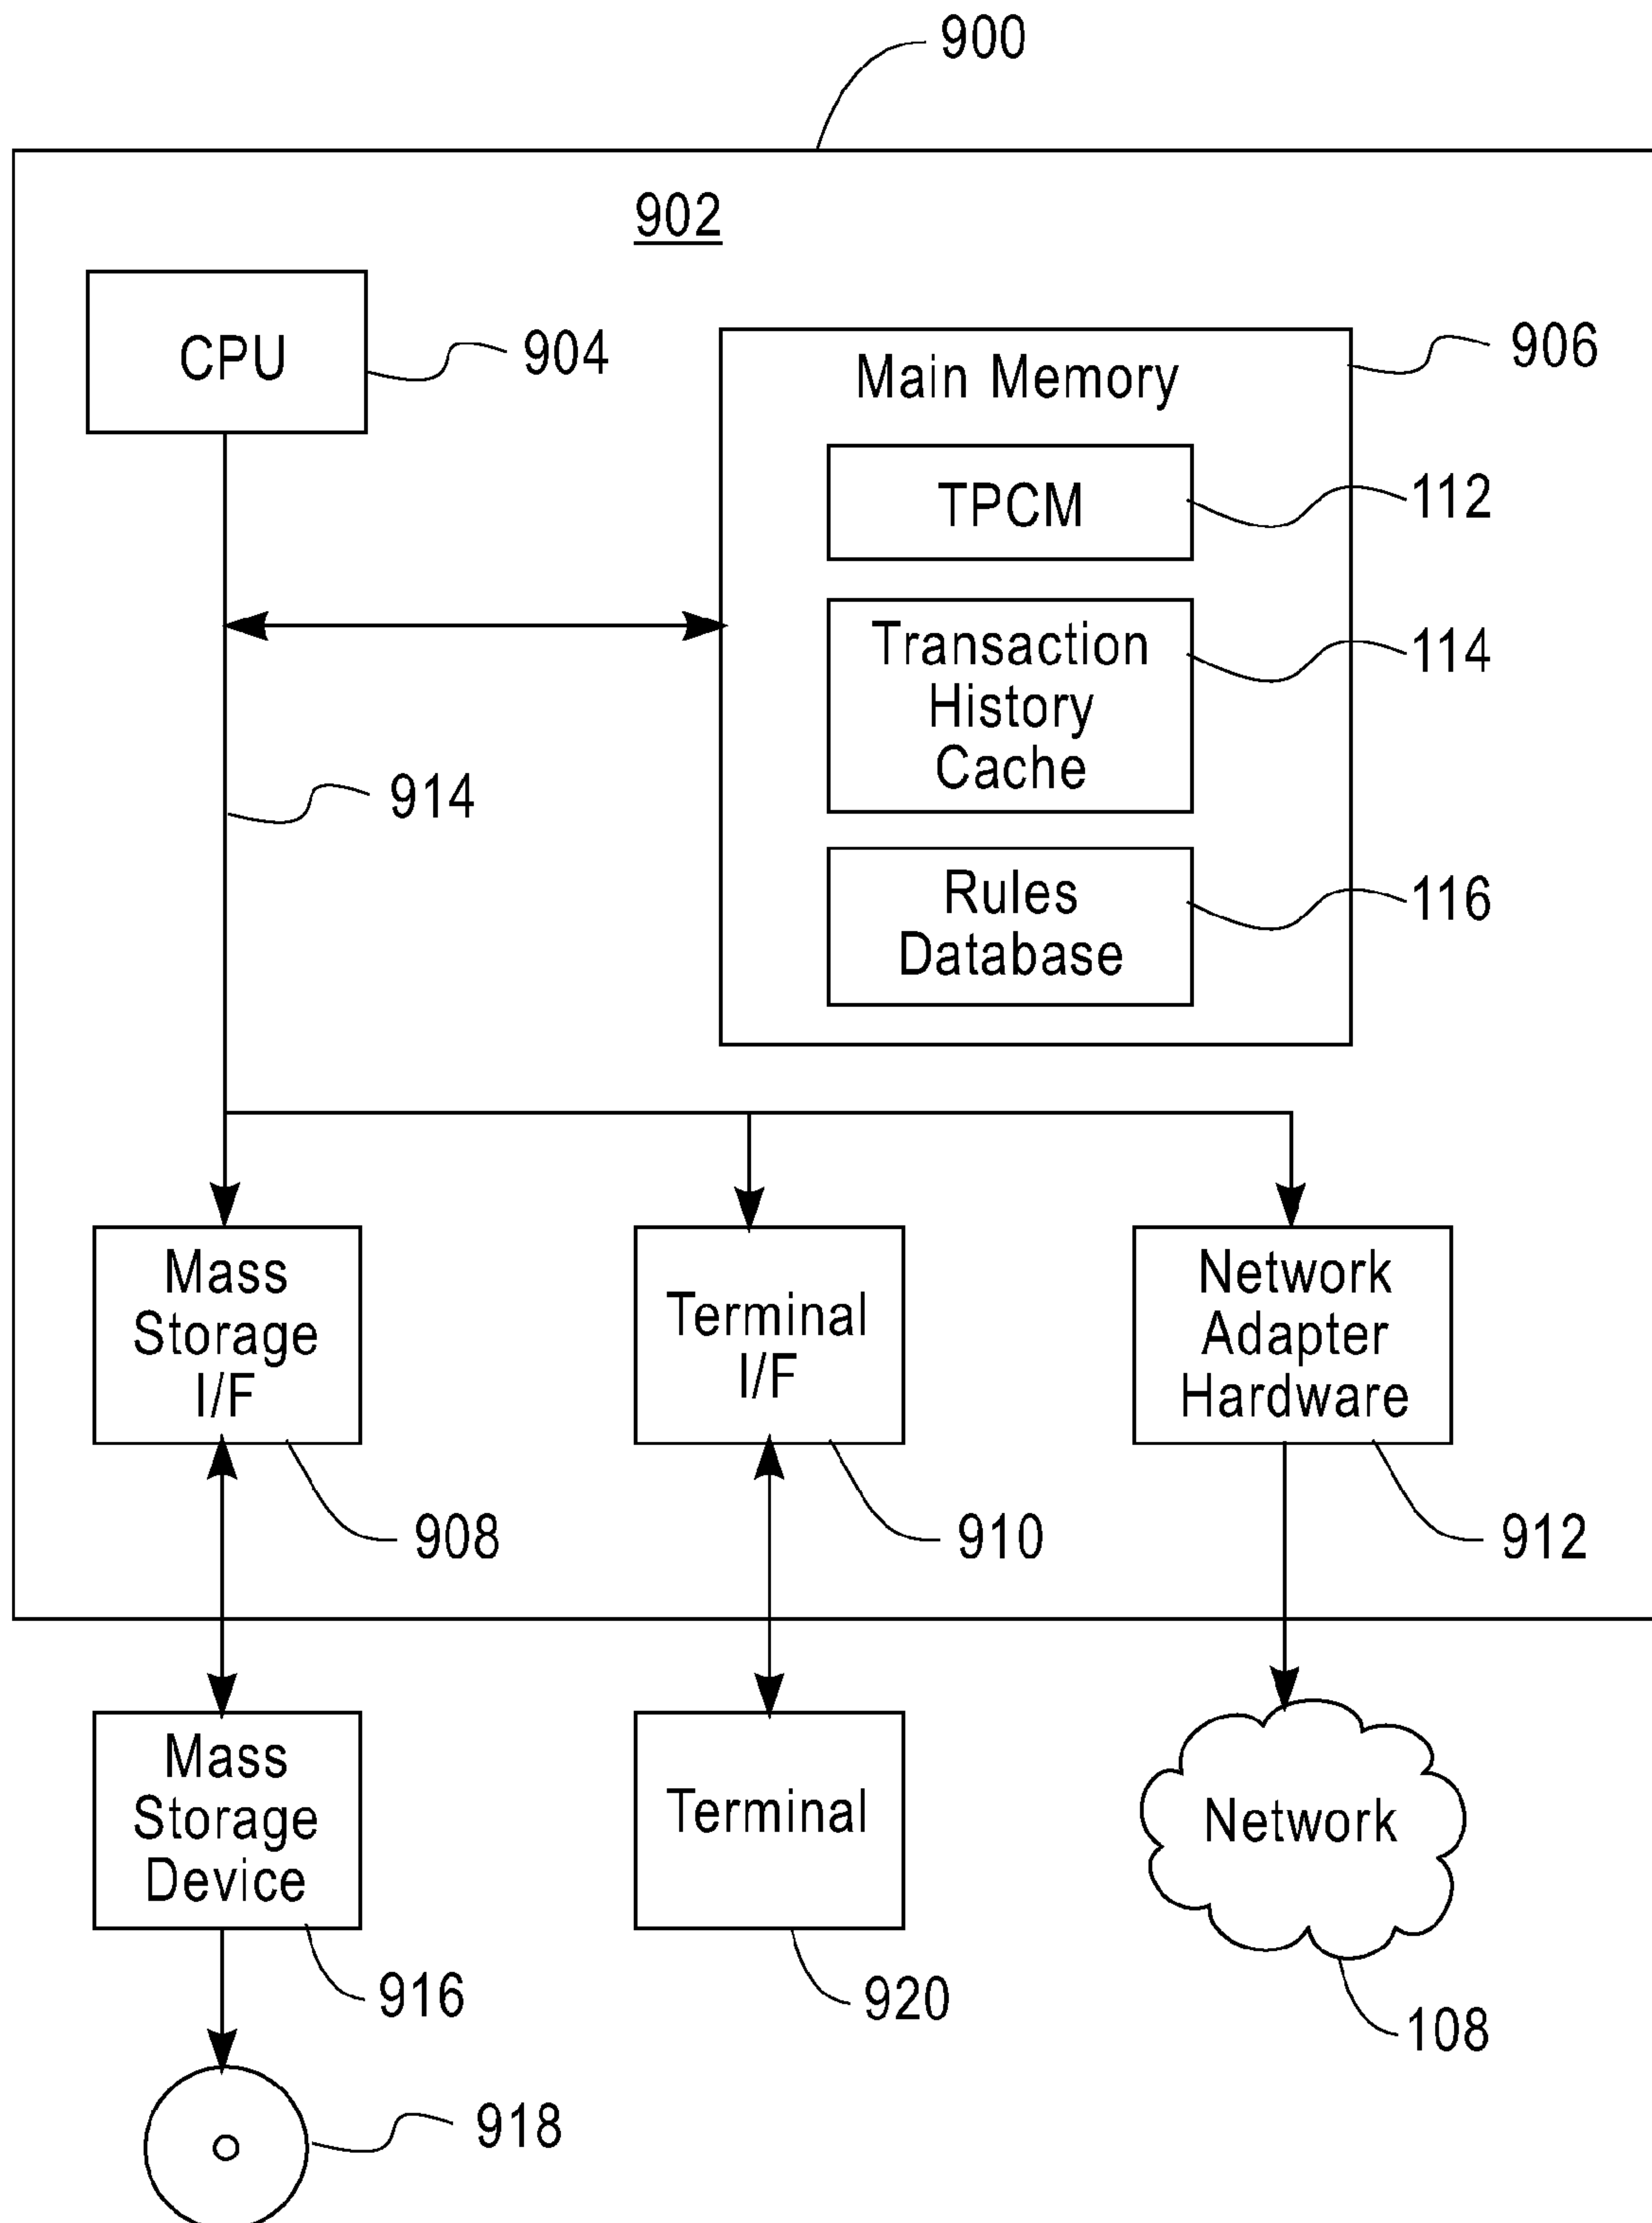 900
902
CPU
904
906
Main Memory
TPCM
112
Transaction
History
Cache
114
914
Rules
Database
116
Mass
Storage
I/F
Terminal
I/F
Network
Adapter
Hardware
908
910
912
Mass
Storage
Device
Terminal
Network
916
920
108
918